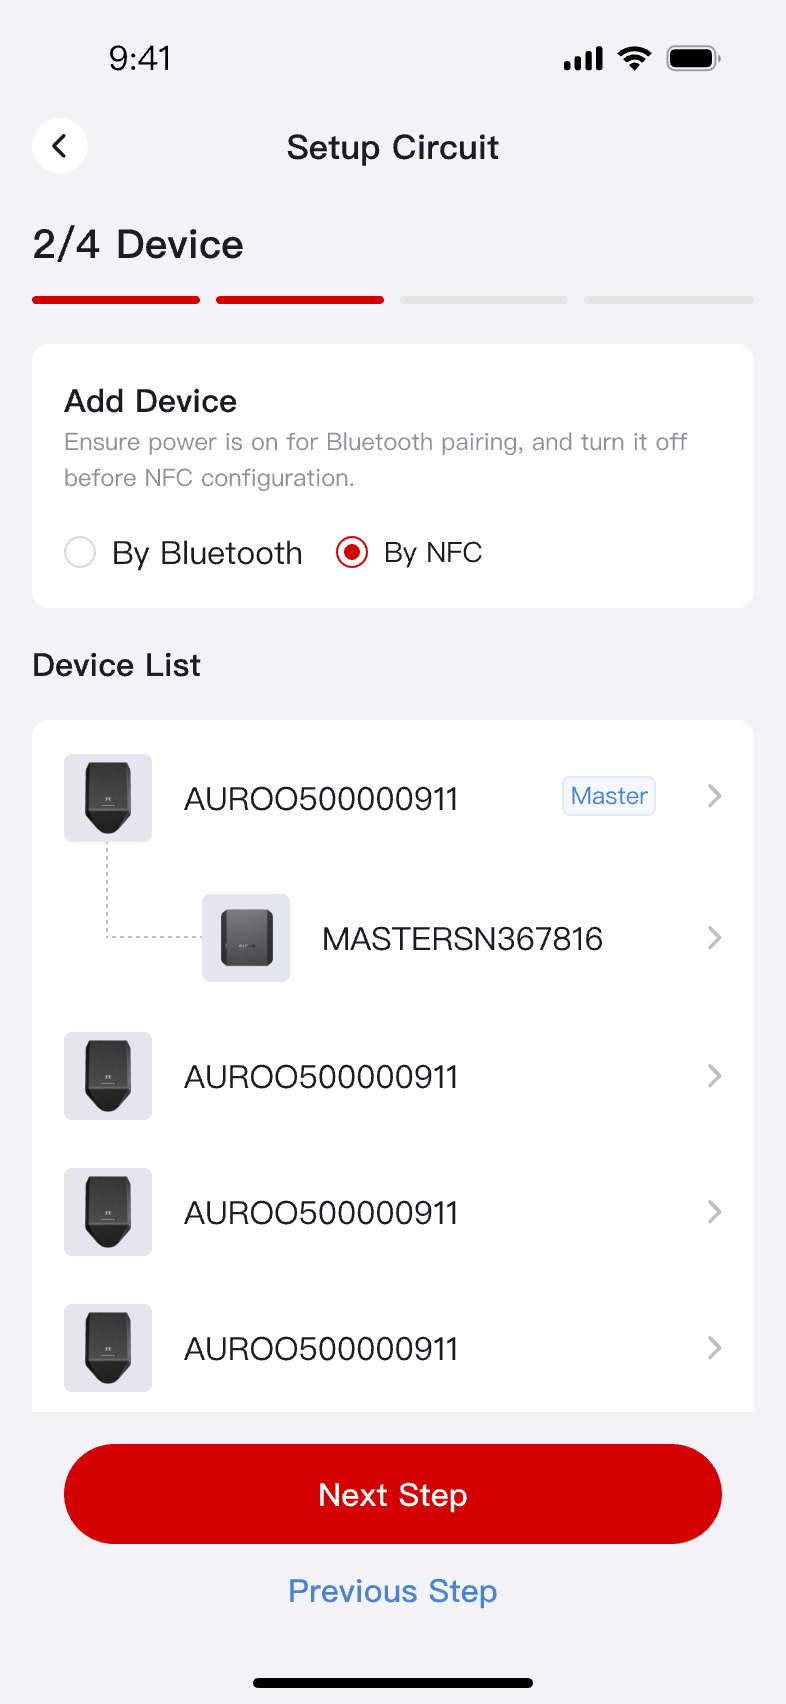 9:41
Setup Circuit
2/4 Device
Add Device
Ensure power is on for Bluetooth pairing, and turn it off
before NFC configuration.
By Bluetooth
By NFC
Device List
AUROO500000911
Master
MASTERSN367816
AUROO500000911
AUROO500000911
AUROO500000911
Next Step
Previous Step